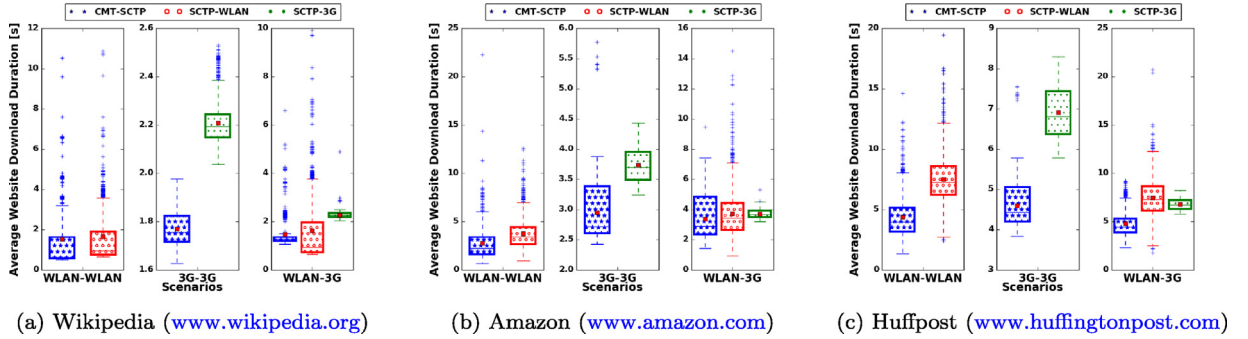 CMT-SCTP SCTP-WLAN SCTP-3G
Average Website Download Duration [s]
12
10
8
6
4
2
0
WLAN-WLAN
2.6
2.4
2.2
2.0
1.8
1.6
3G-3G
Scenarios
10
8
6
4
2
0
WLAN-3G
(a) Wikipedia (www.wikipedia.org)
CMT-SCTP SCTP-WLAN SCTP-3G
Average Website Download Duration [s]
25
20
15
10
5
0
WLAN-WLAN
6.0
5.5
5.0
4.5
4.0
3.5
3.0
2.5
2.0
3G-3G
Scenarios
16
14
12
10
8
6
4
2
0
WLAN-3G
(b) Amazon (www.amazon.com)
CMT-SCTP SCTP-WLAN SCTP-3G
Average Website Download Duration [s]
20
15
10
5
0
WLAN-WLAN
9
8
7
6
5
4
3
3G-3G
Scenarios
25
20
15
10
5
0
WLAN-3G
(c) Huffpost (www.huffingtonpost.com)